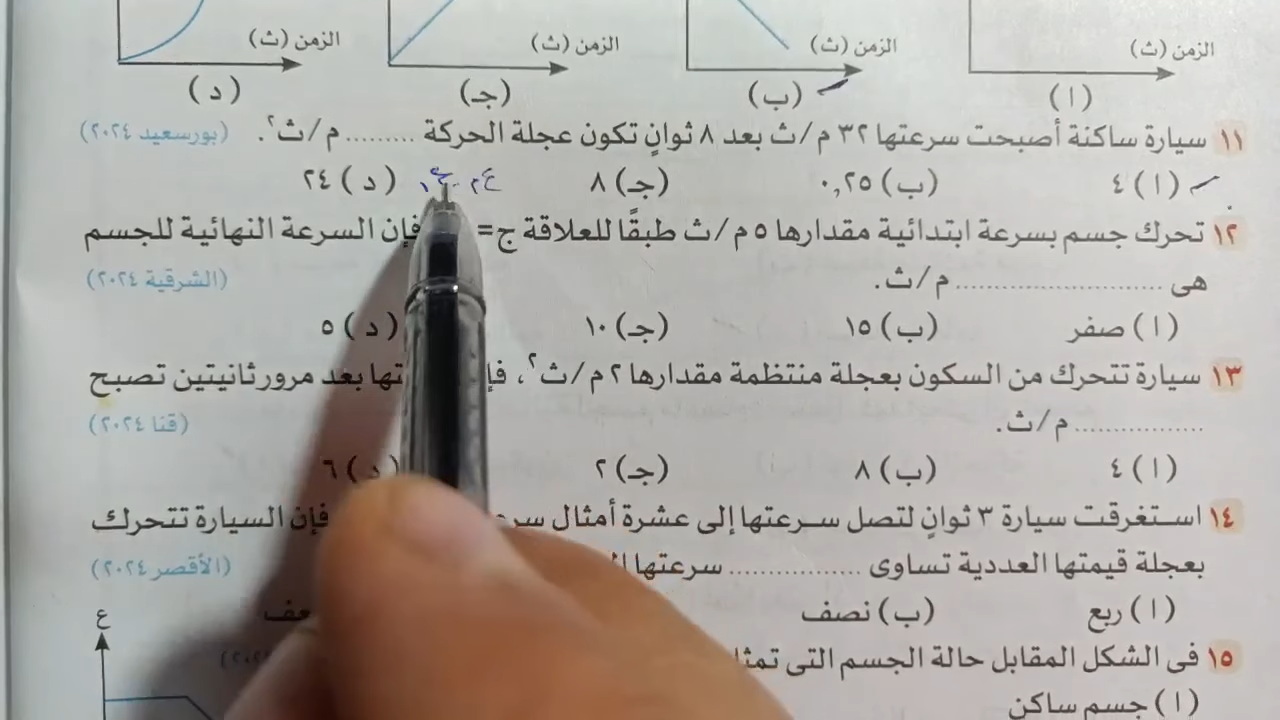 الزمن (ث) الزمن (ث) الزمن (ث) الزمن (ث)
(ا) (ب) (جـ) (د)
١١ سيارة ساكنة أصبحت سرعتها ٣٢ م/ث بعد ٨ ثوانٍ تكون عجلة الحركة ......... م/ث٢. (بورسعيد ٢٠٢٤)
(ا) ٤ (ب) ٠,٢٥ (جـ) ٨ (د) ٢٤
١٢ تحرك جسم بسرعة ابتدائية مقدارها ٥ م/ث طبقًا للعلاقة ج= فإن السرعة النهائية للجسم
هى .......................... م/ث. (الشرقية ٢٠٢٤)
(ا) صفر (ب) ١٥ (جـ) ١٠ (د) ٥
١٣ سيارة تتحرك من السكون بعجلة منتظمة مقدارها ٢ م/ث٢، بعد مرور ثانيتين تصبح
................ م/ث. (قنا ٢٠٢٤)
(ا) ٤ (ب) ٨ (جـ) ٢ (د) ٦
١٤ استغرقت سيارة ٣ ثوانٍ لتصل سرعتها إلى عشرة أمثال فإن السيارة تتحرك
بعجلة قيمتها العددية تساوى ................ سرعتها (الأقصر ٢٠٢٤)
(ا) ربع (ب) نصف
ع
١٥ فى الشكل المقابل حالة الجسم التى
(ا) جسم ساكن